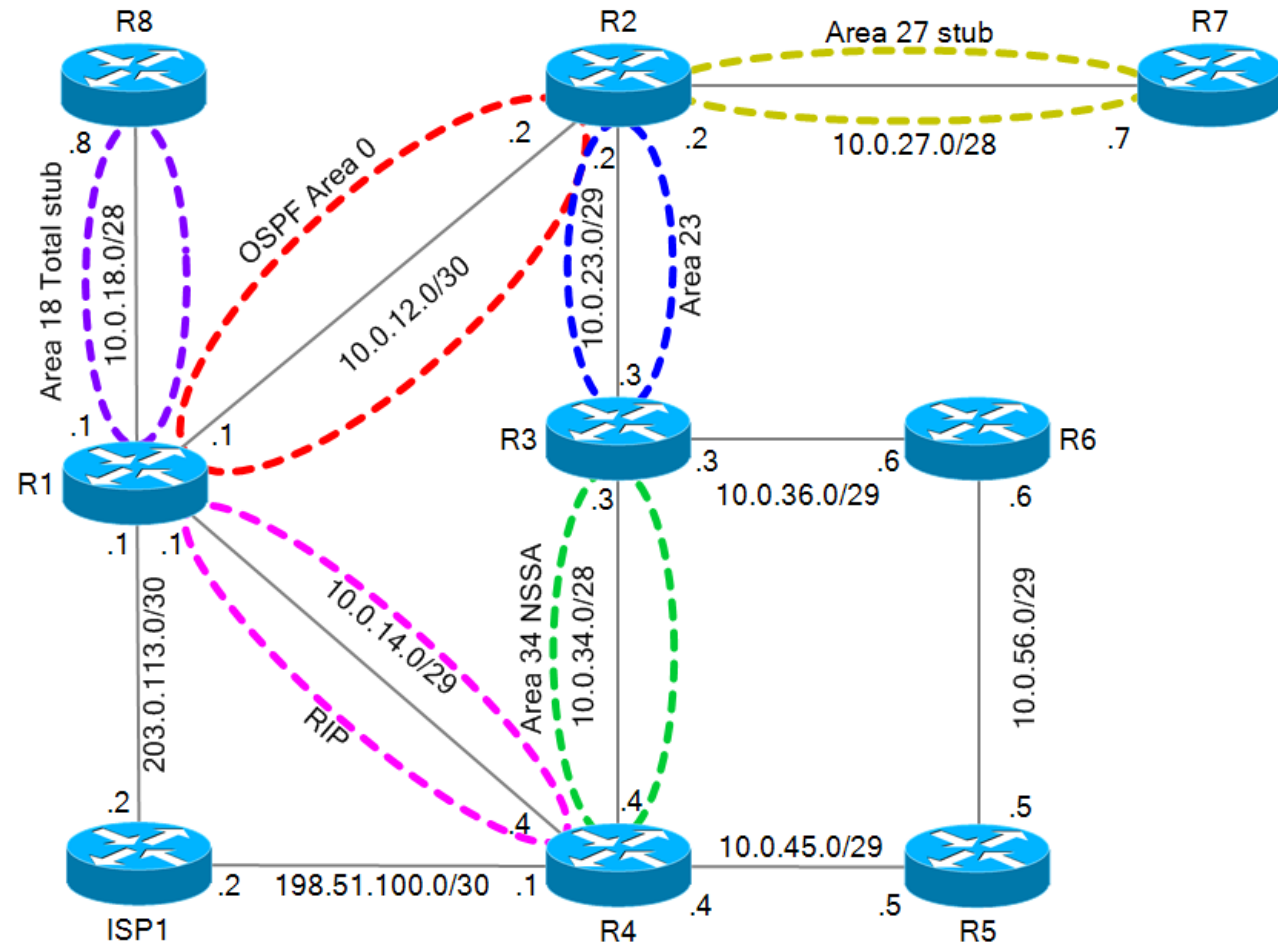 R8
R2
R7
Area 27 stub
.8
.2
.2
.2
10.0.27.0/28
.7
Area 18 Total stub
10.0.18.0/28
OSPF Area 0
10.0.12.0/30
10.0.23.0/29
Area 23
.3
.1
.1
R1
R3
.3
.6
R6
10.0.36.0/29
.1
.1
.3
.6
203.0.113.0/30
10.0.14.0/29
RIP
Area 34 NSSA
10.0.34.0/28
10.0.56.0/29
.2
.4
.4
.5
10.0.45.0/29
.2
198.51.100.0/30
.1
.4
.5
ISP1
R4
R5